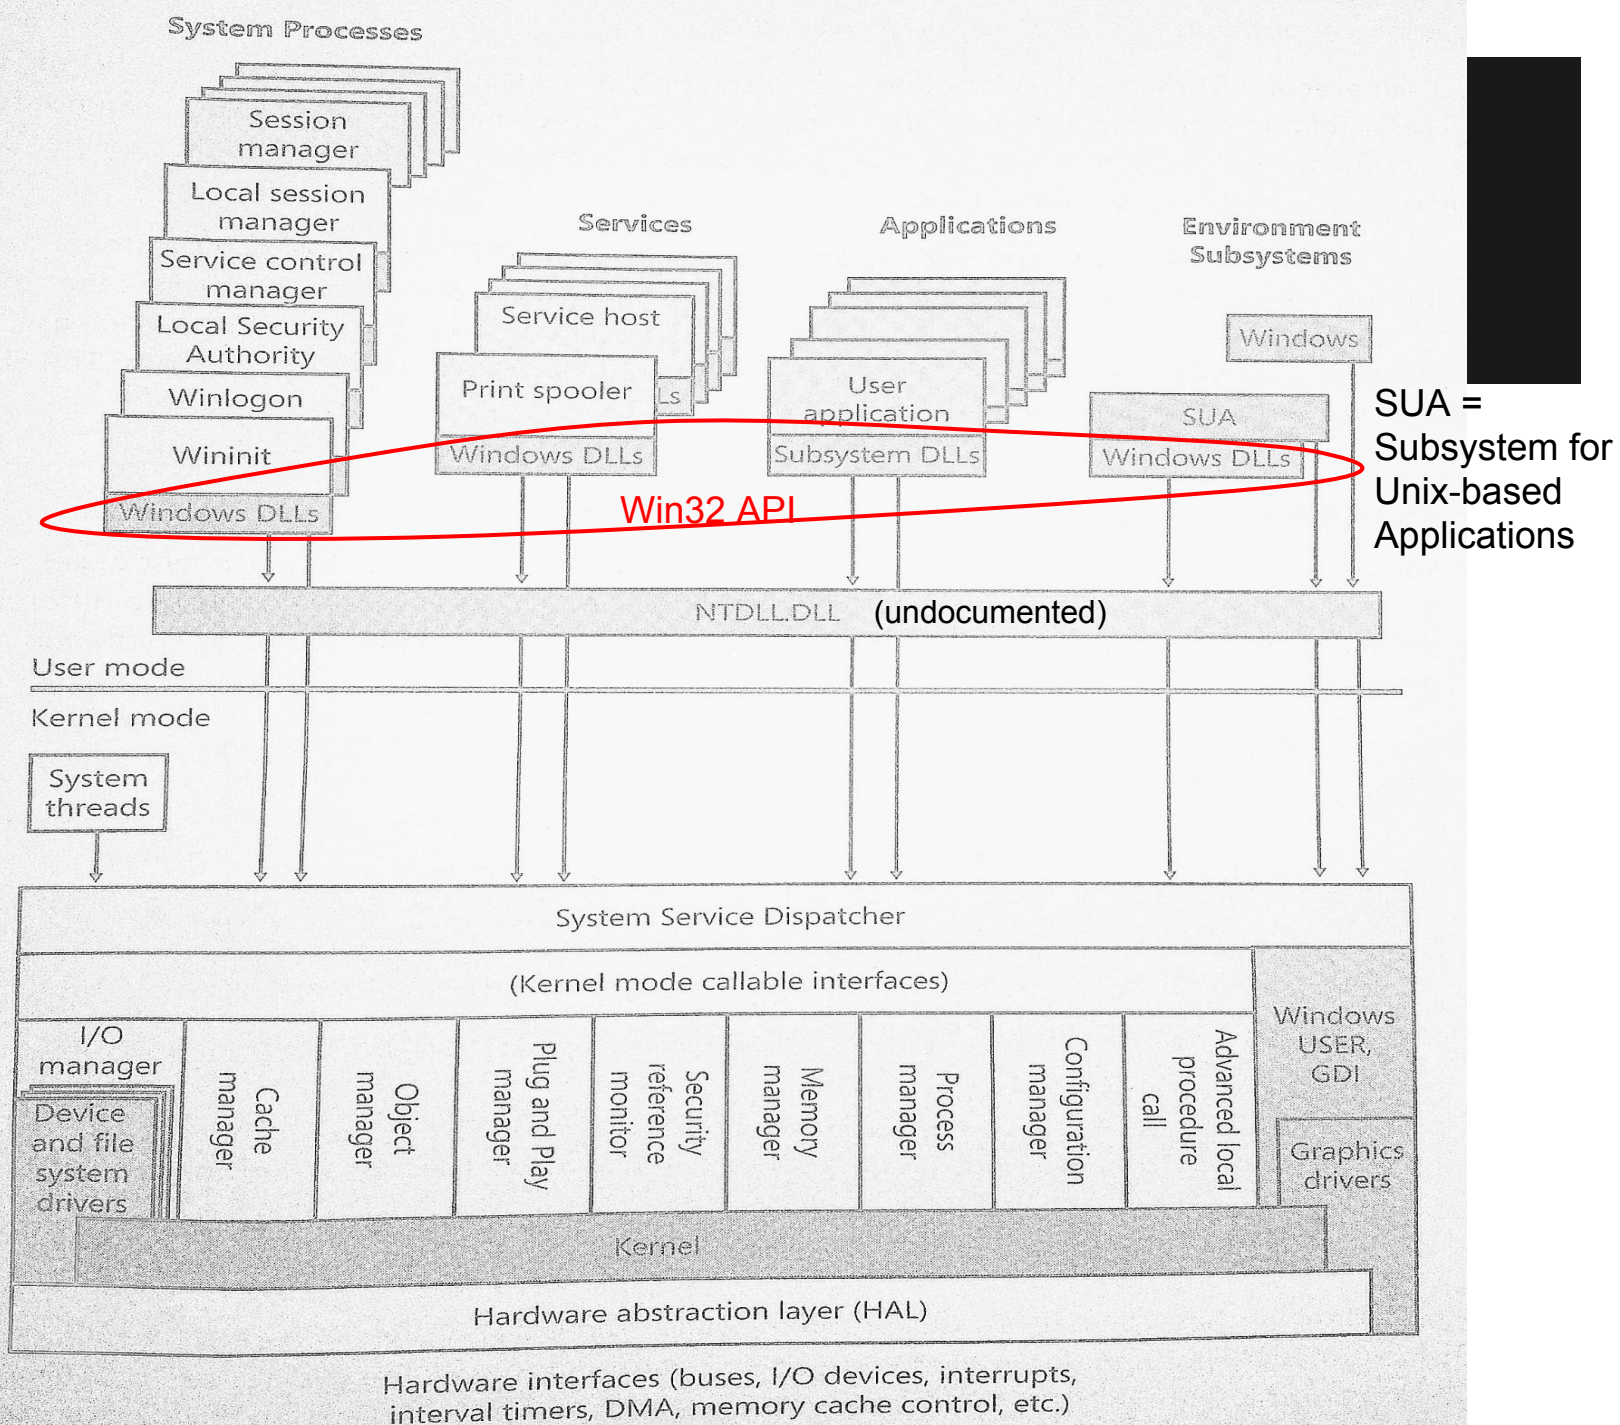 System Processes
Session
manager
Local session
manager
Service control
manager
Local Security
Authority
Winlogon
Wininit
Windows DLLs
Services
Service host
Print spooler
Ls
Windows DLLs
Applications
User
application
Subsystem DLLs
Environment
Subsystems
Windows
SUA
Windows DLLs
SUA =
Subsystem for
Unix-based
Applications
Win32 API
NTDLL.DLL (undocumented)
User mode
Kernel mode
System
threads
System Service Dispatcher
(Kernel mode callable interfaces)
I/O
manager
Device
and file
system
drivers
Cache
manager
Object
manager
Plug and Play
manager
Security
reference
monitor
Memory
manager
Process
manager
Configuration
manager
Advanced local
procedure
call
Windows
USER,
GDI
Graphics
drivers
Kernel
Hardware abstraction layer (HAL)
Hardware interfaces (buses, I/O devices, interrupts,
interval timers, DMA, memory cache control, etc.)